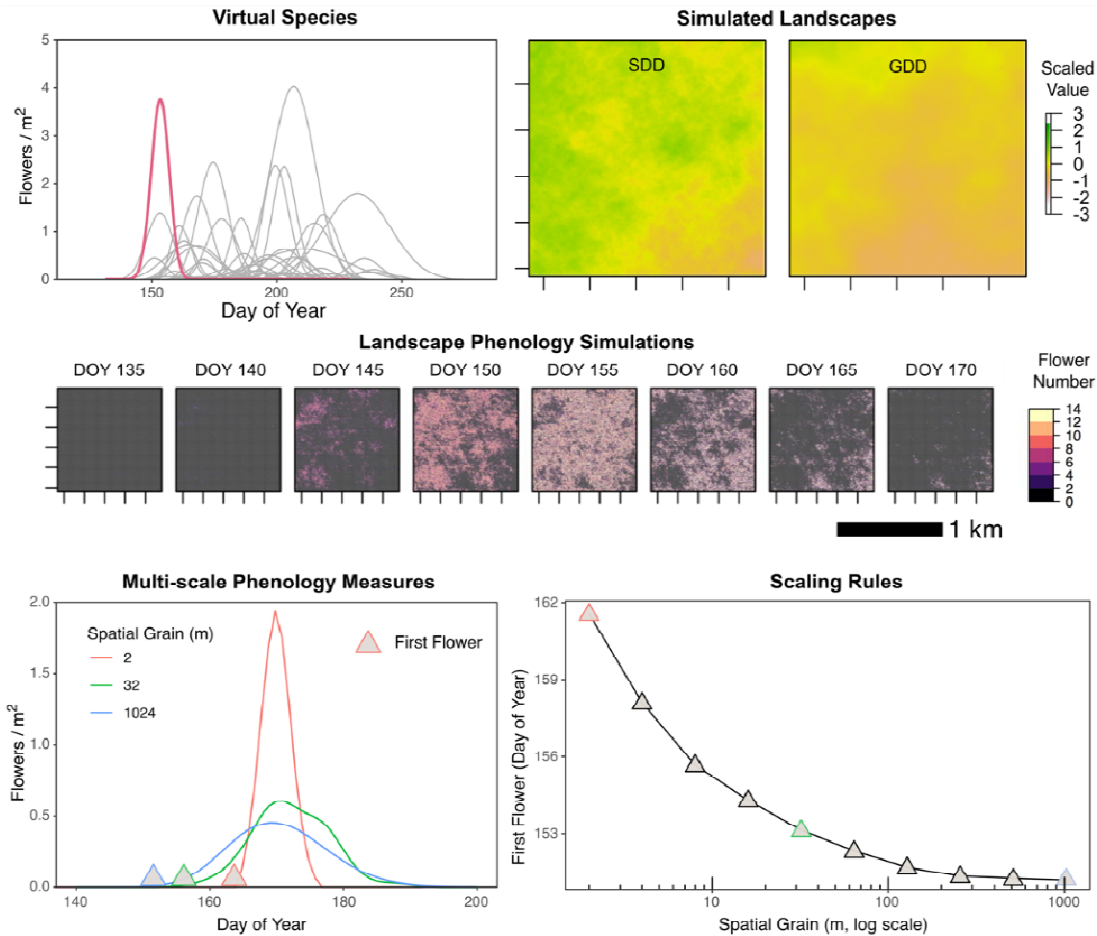 Virtual Species
Simulated Landscapes
5
4
3
2
1
0
Flowers / m²
150
200
250
Day of Year
SDD
GDD
Scaled
Value
3
2
1
0
-1
-2
-3
Landscape Phenology Simulations
DOY 135
DOY 140
DOY 145
DOY 150
DOY 155
DOY 160
DOY 165
DOY 170
Flower
Number
14
12
10
8
6
4
2
0
1 km
Multi-scale Phenology Measures
2.0
1.5
1.0
0.5
0.0
Flowers / m²
Spatial Grain (m)
2
32
1024
First Flower
140
160
180
200
Day of Year
Scaling Rules
162
159
156
153
First Flower (Day of Year)
10
100
1000
Spatial Grain (m, log scale)